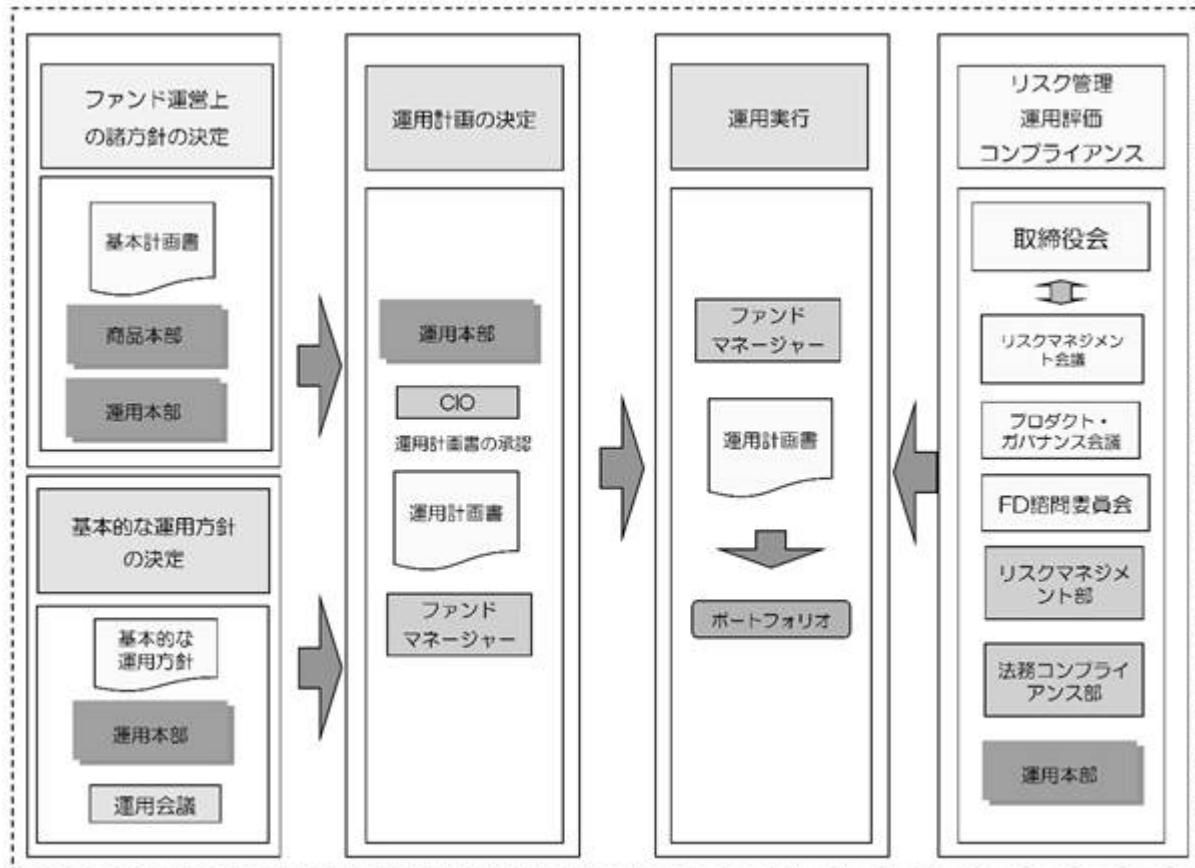 ファンド運営上
の諸方針の決定
基本計画書
商品本部
運用本部
基本的な運用方針
の決定
基本的な
運用方針
運用本部
運用会議
運用計画の決定
運用本部
CIO
運用計画書の承認
運用計画書
ファンド
マネージャー
運用実行
ファンド
マネージャー
運用計画書
ポートフォリオ
リスク管理
運用評価
コンプライアンス
取締役会
リスクマネジメン
ト会議
プロダクト・
ガバナンス会議
FD諮問委員会
リスクマネジメ
ント部
法務コンプライ
アンス部
運用本部